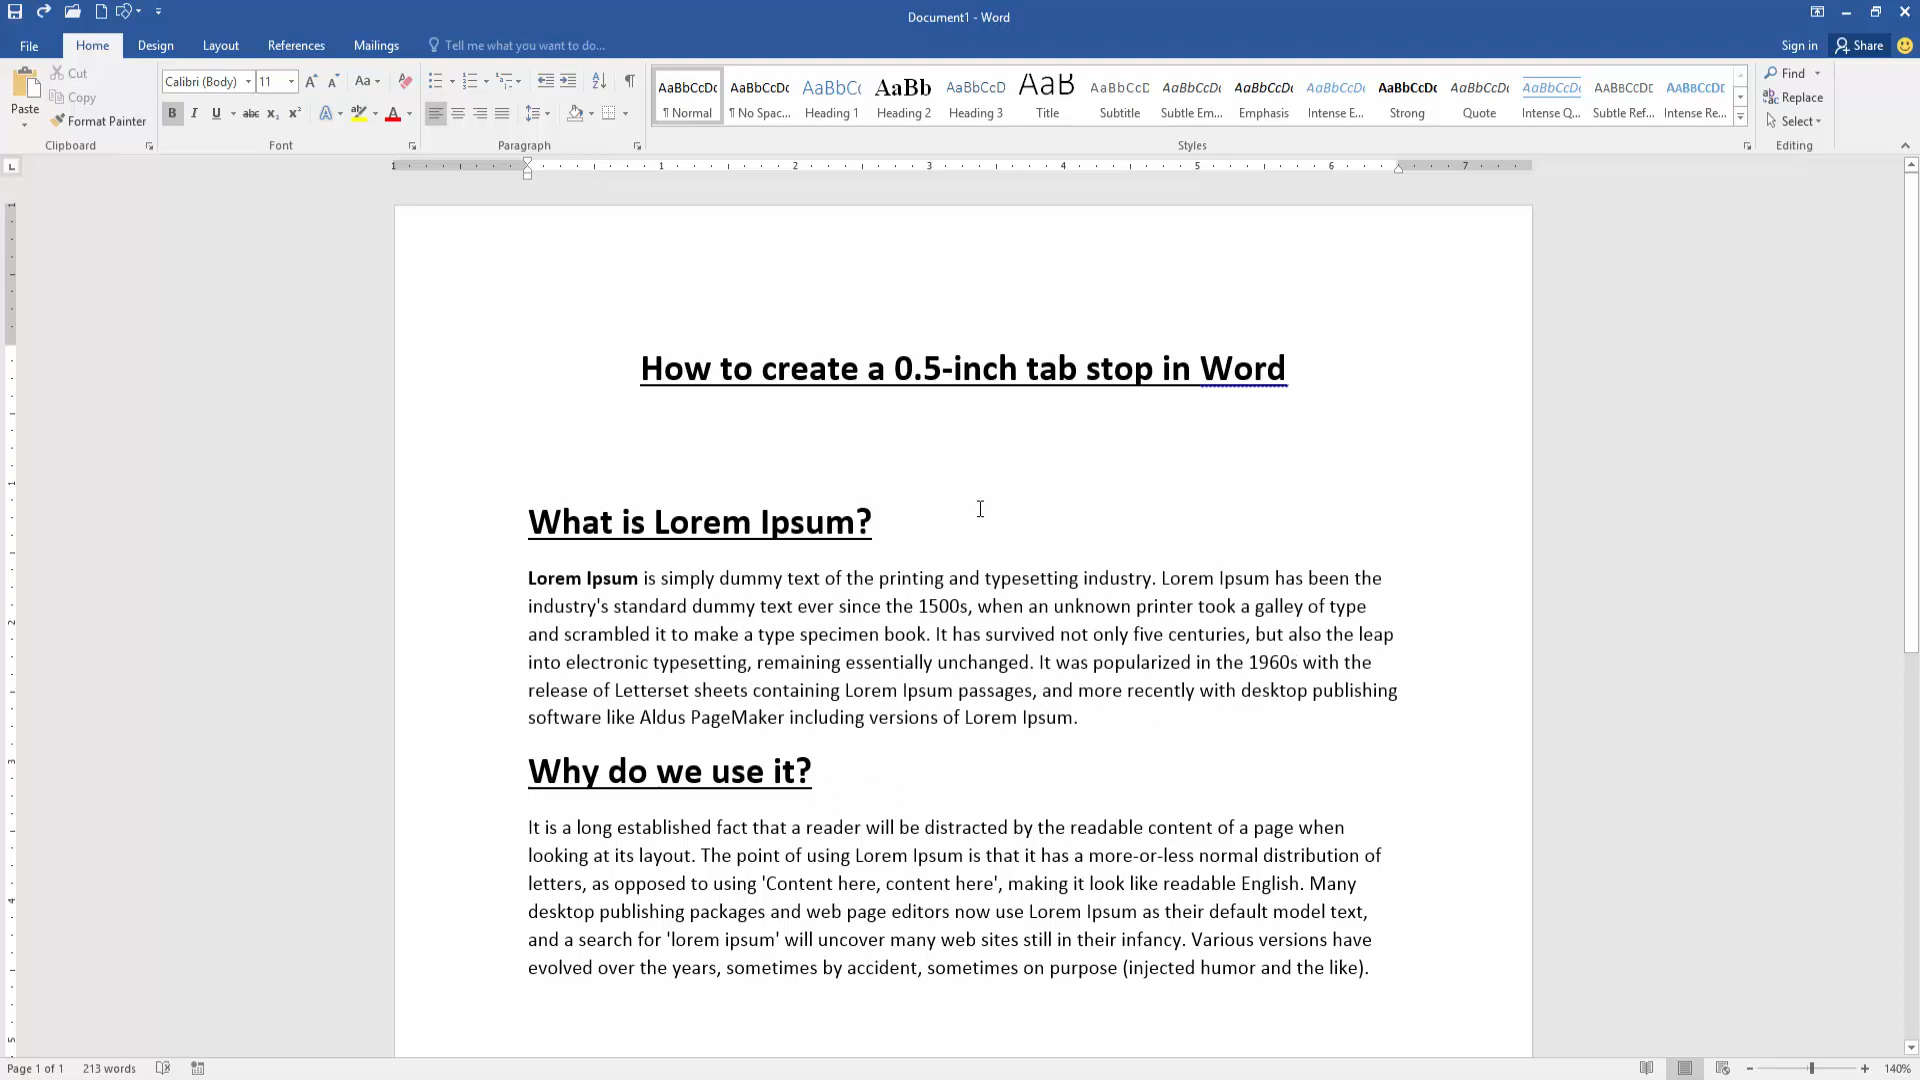 Document1 - Word
File Home Design Layout References Mailings Tell me what you want to do... Sign in Share
Paste
Cut
Copy
Format Painter
Clipboard
Calibri (Body) 11 Aa
B I U abc x₂ x² A A
Font
Paragraph
AaBbCcDc AaBbCcDc AaBbCc AaBb AaBbCcD AaB AaBbCcD AaBbCcDc AaBbCcDc AaBbCcDc AaBbCcDc AaBbCcDc AaBbCcDc AABBCCDD AABBCCDD
¶ Normal ¶ No Spac... Heading 1 Heading 2 Heading 3 Title Subtitle Subtle Em... Emphasis Intense E... Strong Quote Intense Q... Subtle Ref... Intense Re...
Styles
Find
Replace
Select
Editing
1 1 2 3 4 5 6 7
How to create a 0.5-inch tab stop in Word
What is Lorem Ipsum?
Lorem Ipsum is simply dummy text of the printing and typesetting industry. Lorem Ipsum has been the
industry's standard dummy text ever since the 1500s, when an unknown printer took a galley of type
and scrambled it to make a type specimen book. It has survived not only five centuries, but also the leap
into electronic typesetting, remaining essentially unchanged. It was popularized in the 1960s with the
release of Letterset sheets containing Lorem Ipsum passages, and more recently with desktop publishing
software like Aldus PageMaker including versions of Lorem Ipsum.
Why do we use it?
It is a long established fact that a reader will be distracted by the readable content of a page when
looking at its layout. The point of using Lorem Ipsum is that it has a more-or-less normal distribution of
letters, as opposed to using 'Content here, content here', making it look like readable English. Many
desktop publishing packages and web page editors now use Lorem Ipsum as their default model text,
and a search for 'lorem ipsum' will uncover many web sites still in their infancy. Various versions have
evolved over the years, sometimes by accident, sometimes on purpose (injected humor and the like).
Page 1 of 1 213 words 140%